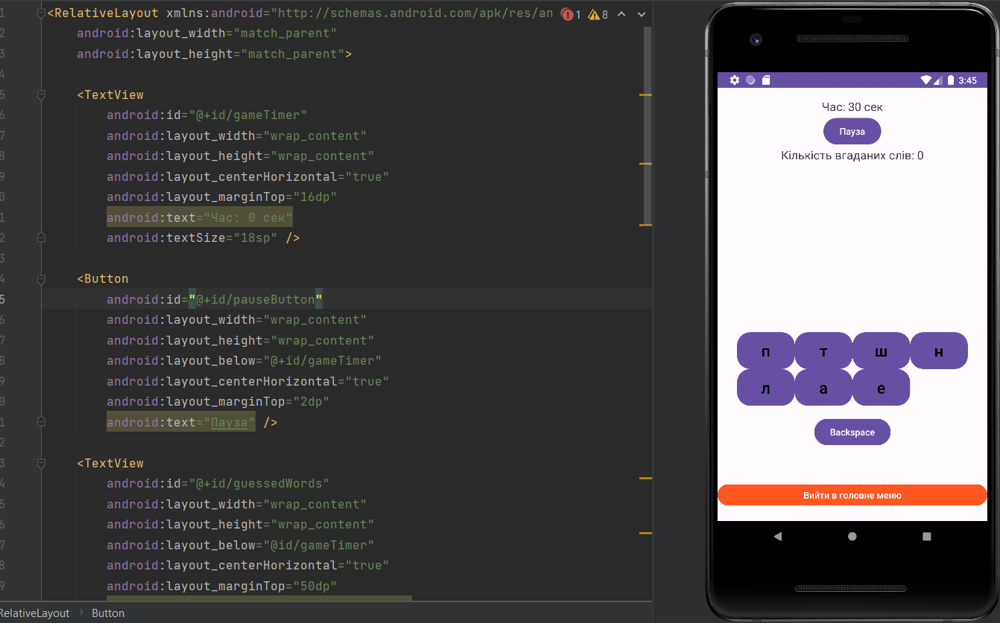 <RelativeLayout xmlns:android="http://schemas.android.com/apk/res/an
1 8
android:layout_width="match_parent"
android:layout_height="match_parent">
<TextView
android:id="@+id/gameTimer"
android:layout_width="wrap_content"
android:layout_height="wrap_content"
android:layout_centerHorizontal="true"
android:layout_marginTop="16dp"
android:text="Час: 0 сек"
android:textSize="18sp" />
<Button
android:id="@+id/pauseButton"
android:layout_width="wrap_content"
android:layout_height="wrap_content"
android:layout_below="@+id/gameTimer"
android:layout_centerHorizontal="true"
android:layout_marginTop="2dp"
android:text="Пауза" />
<TextView
android:id="@+id/guessedWords"
android:layout_width="wrap_content"
android:layout_height="wrap_content"
android:layout_below="@id/gameTimer"
android:layout_centerHorizontal="true"
android:layout_marginTop="50dp"
RelativeLayout Button
3:45
Час: 30 сек
Пауза
Кількість вгаданих слів: 0
п т ш н
л а е
Backspace
Вийти в головне меню